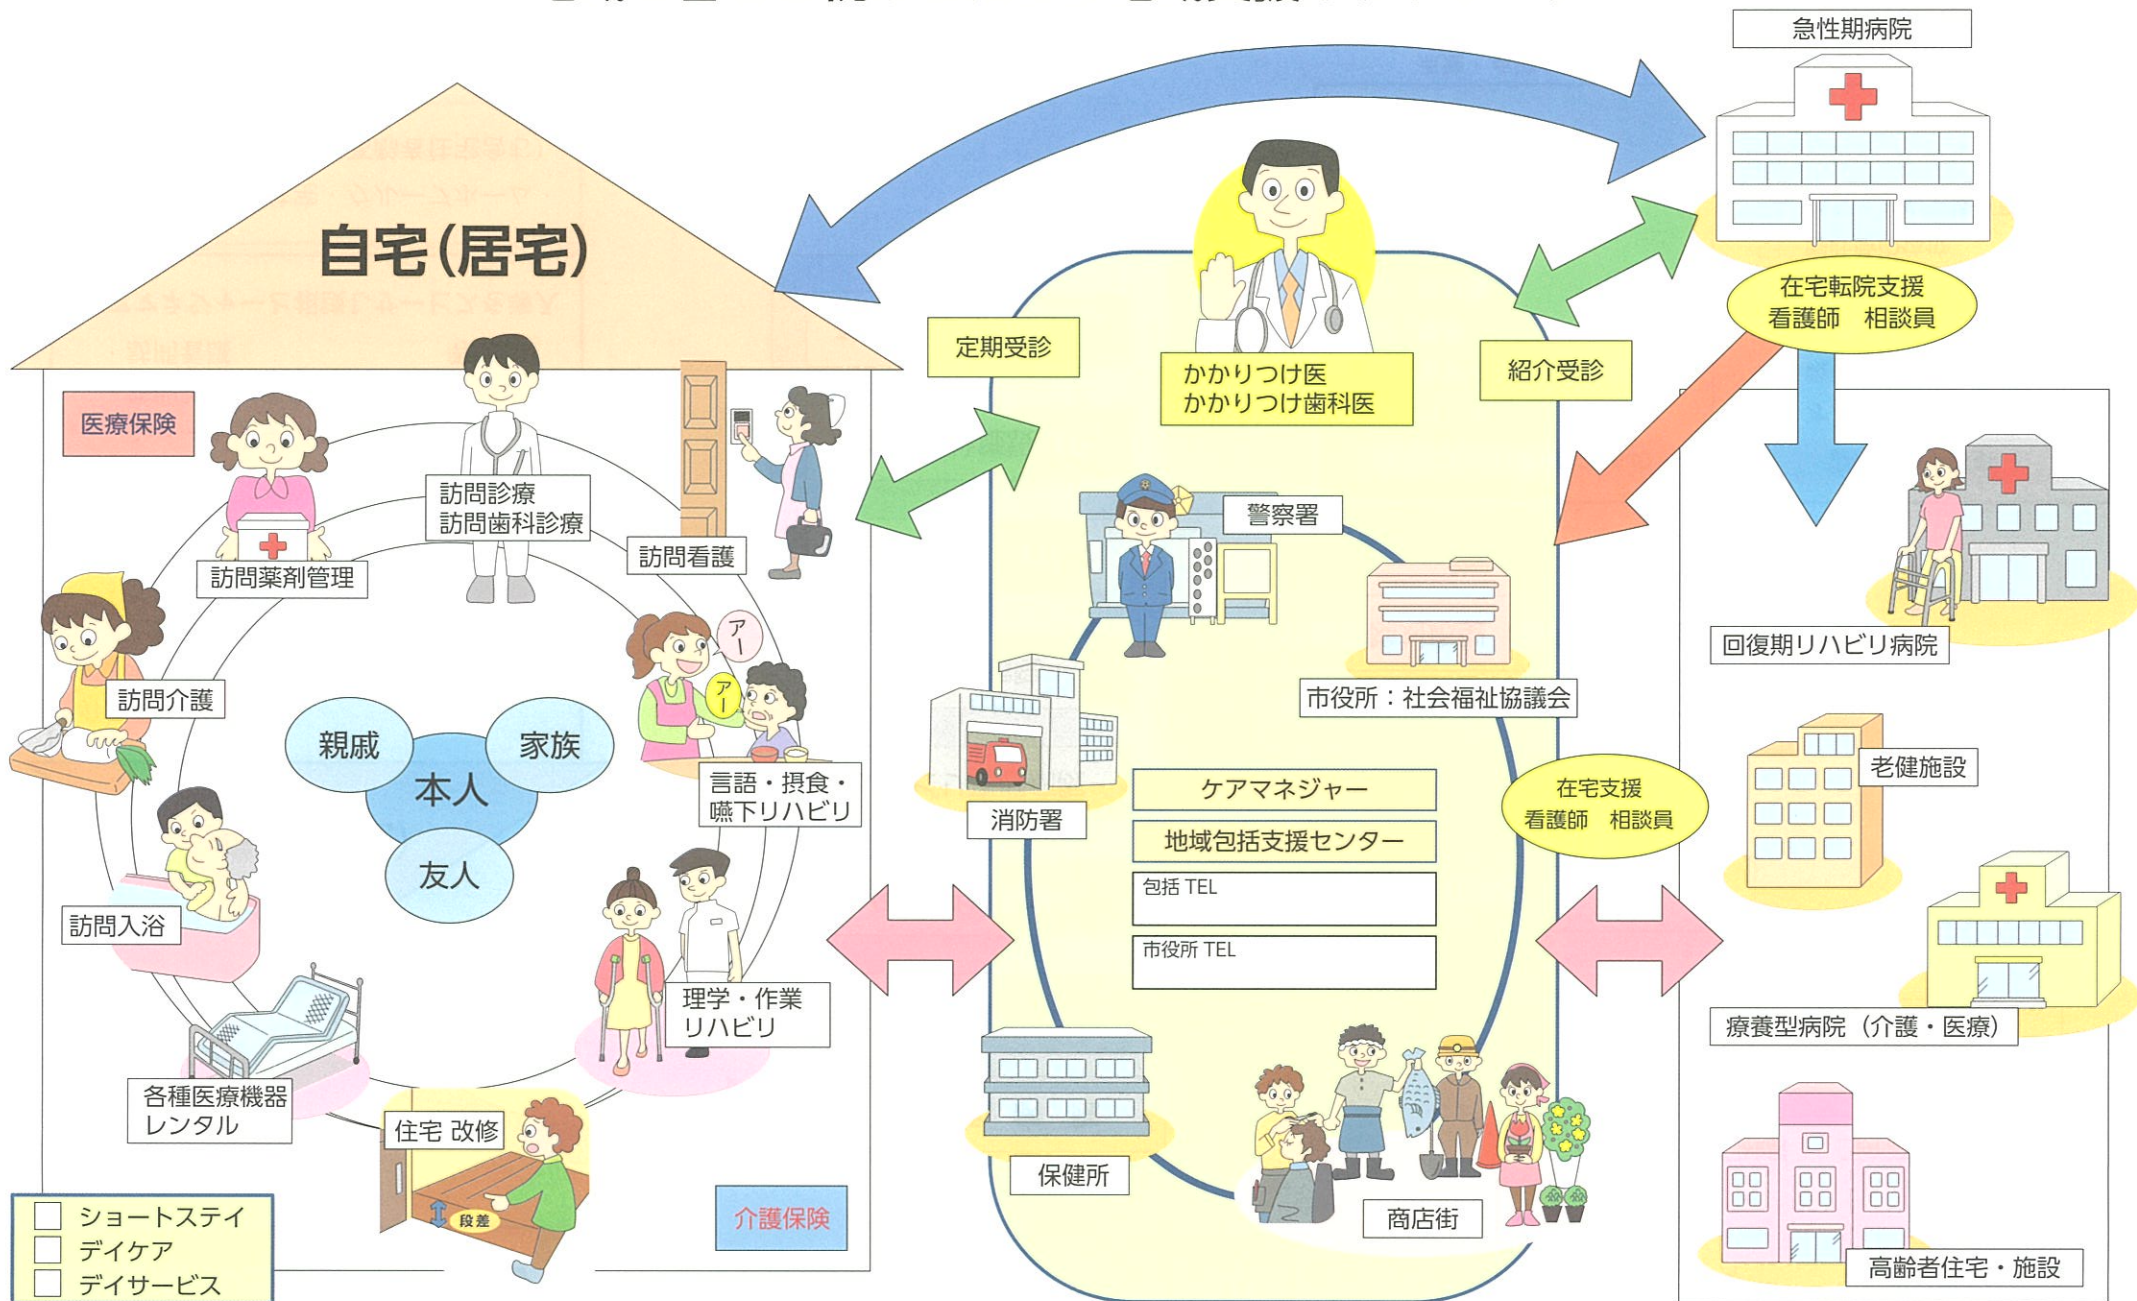 急性期病院
自宅(居宅)
在宅転院支援
看護師 相談員
定期受診
かかりつけ医
かかりつけ歯科医
紹介受診
医療保険
訪問診療
訪問歯科診療
訪問看護
訪問薬剤管理
訪問介護
アー
アー
親戚
家族
本人
友人
言語・摂食・
嚥下リハビリ
訪問入浴
理学・作業
リハビリ
各種医療機器
レンタル
住宅 改修
段差
介護保険
ショートステイ
デイケア
デイサービス
警察署
市役所:社会福祉協議会
消防署
ケアマネジャー
地域包括支援センター
包括 TEL
市役所 TEL
在宅支援
看護師 相談員
保健所
商店街
回復期リハビリ病院
老健施設
療養型病院(介護・医療)
高齢者住宅・施設